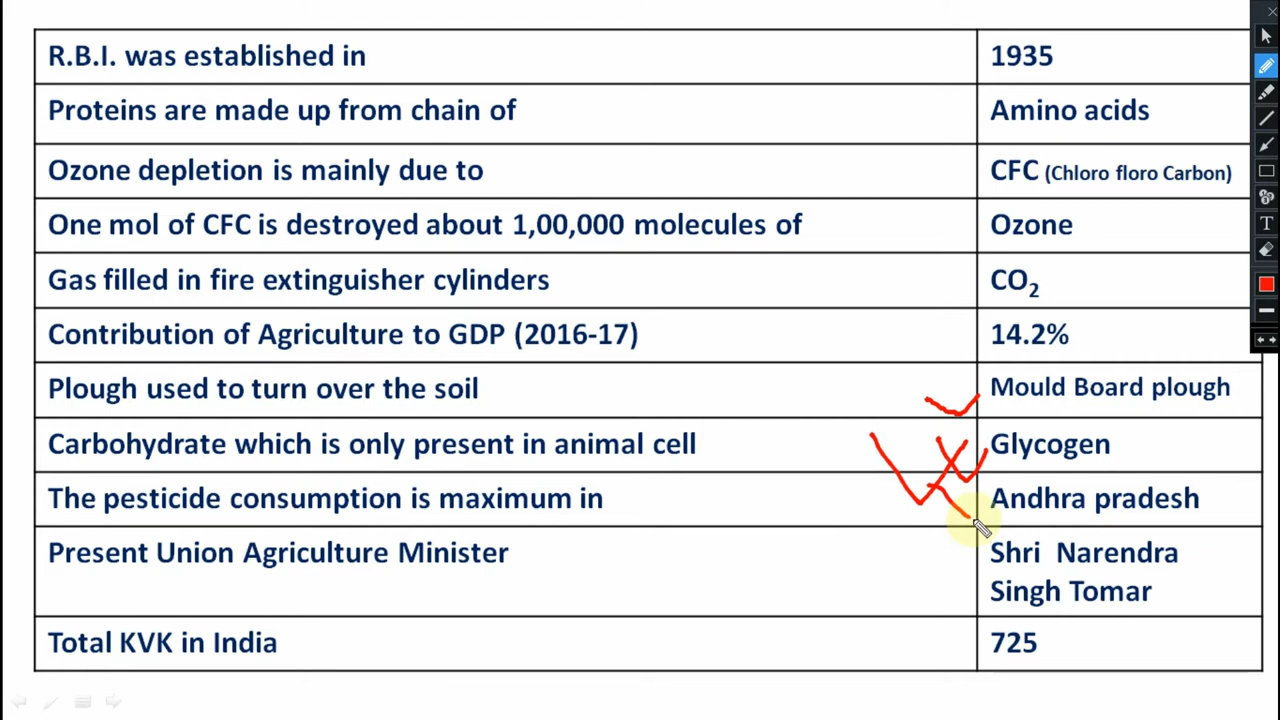 R.B.I. was established in 1935
Proteins are made up from chain of Amino acids
Ozone depletion is mainly due to CFC (Chloro floro Carbon)
One mol of CFC is destroyed about 1,00,000 molecules of Ozone
Gas filled in fire extinguisher cylinders CO₂
Contribution of Agriculture to GDP (2016-17) 14.2%
Plough used to turn over the soil Mould Board plough
Carbohydrate which is only present in animal cell Glycogen
The pesticide consumption is maximum in Andhra pradesh
Present Union Agriculture Minister Shri Narendra
Singh Tomar
Total KVK in India 725